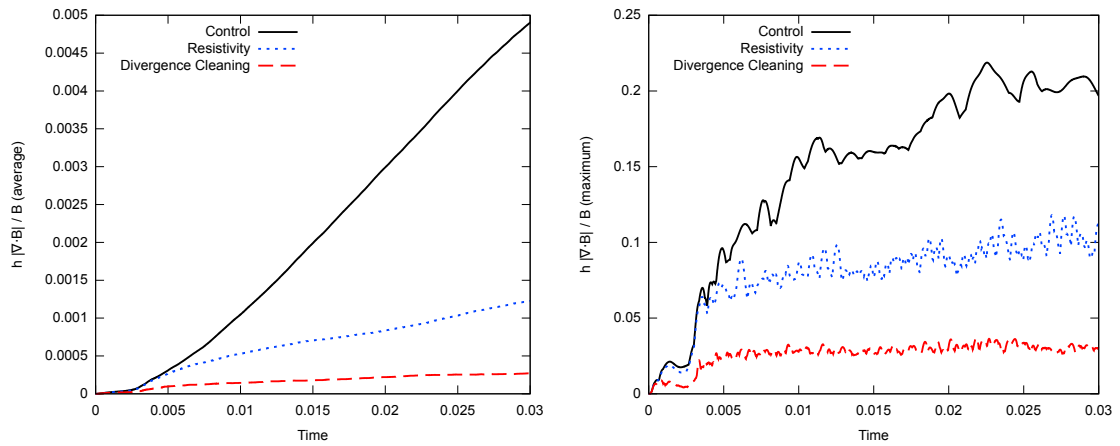 Control
Resistivity
Divergence Cleaning
h |∇·B| / B (average)
0.005
0.0045
0.004
0.0035
0.003
0.0025
0.002
0.0015
0.001
0.0005
0
0 0.005 0.01 0.015 0.02 0.025 0.03
Time
Control
Resistivity
Divergence Cleaning
h |∇·B| / B (maximum)
0.25
0.2
0.15
0.1
0.05
0
0 0.005 0.01 0.015 0.02 0.025 0.03
Time